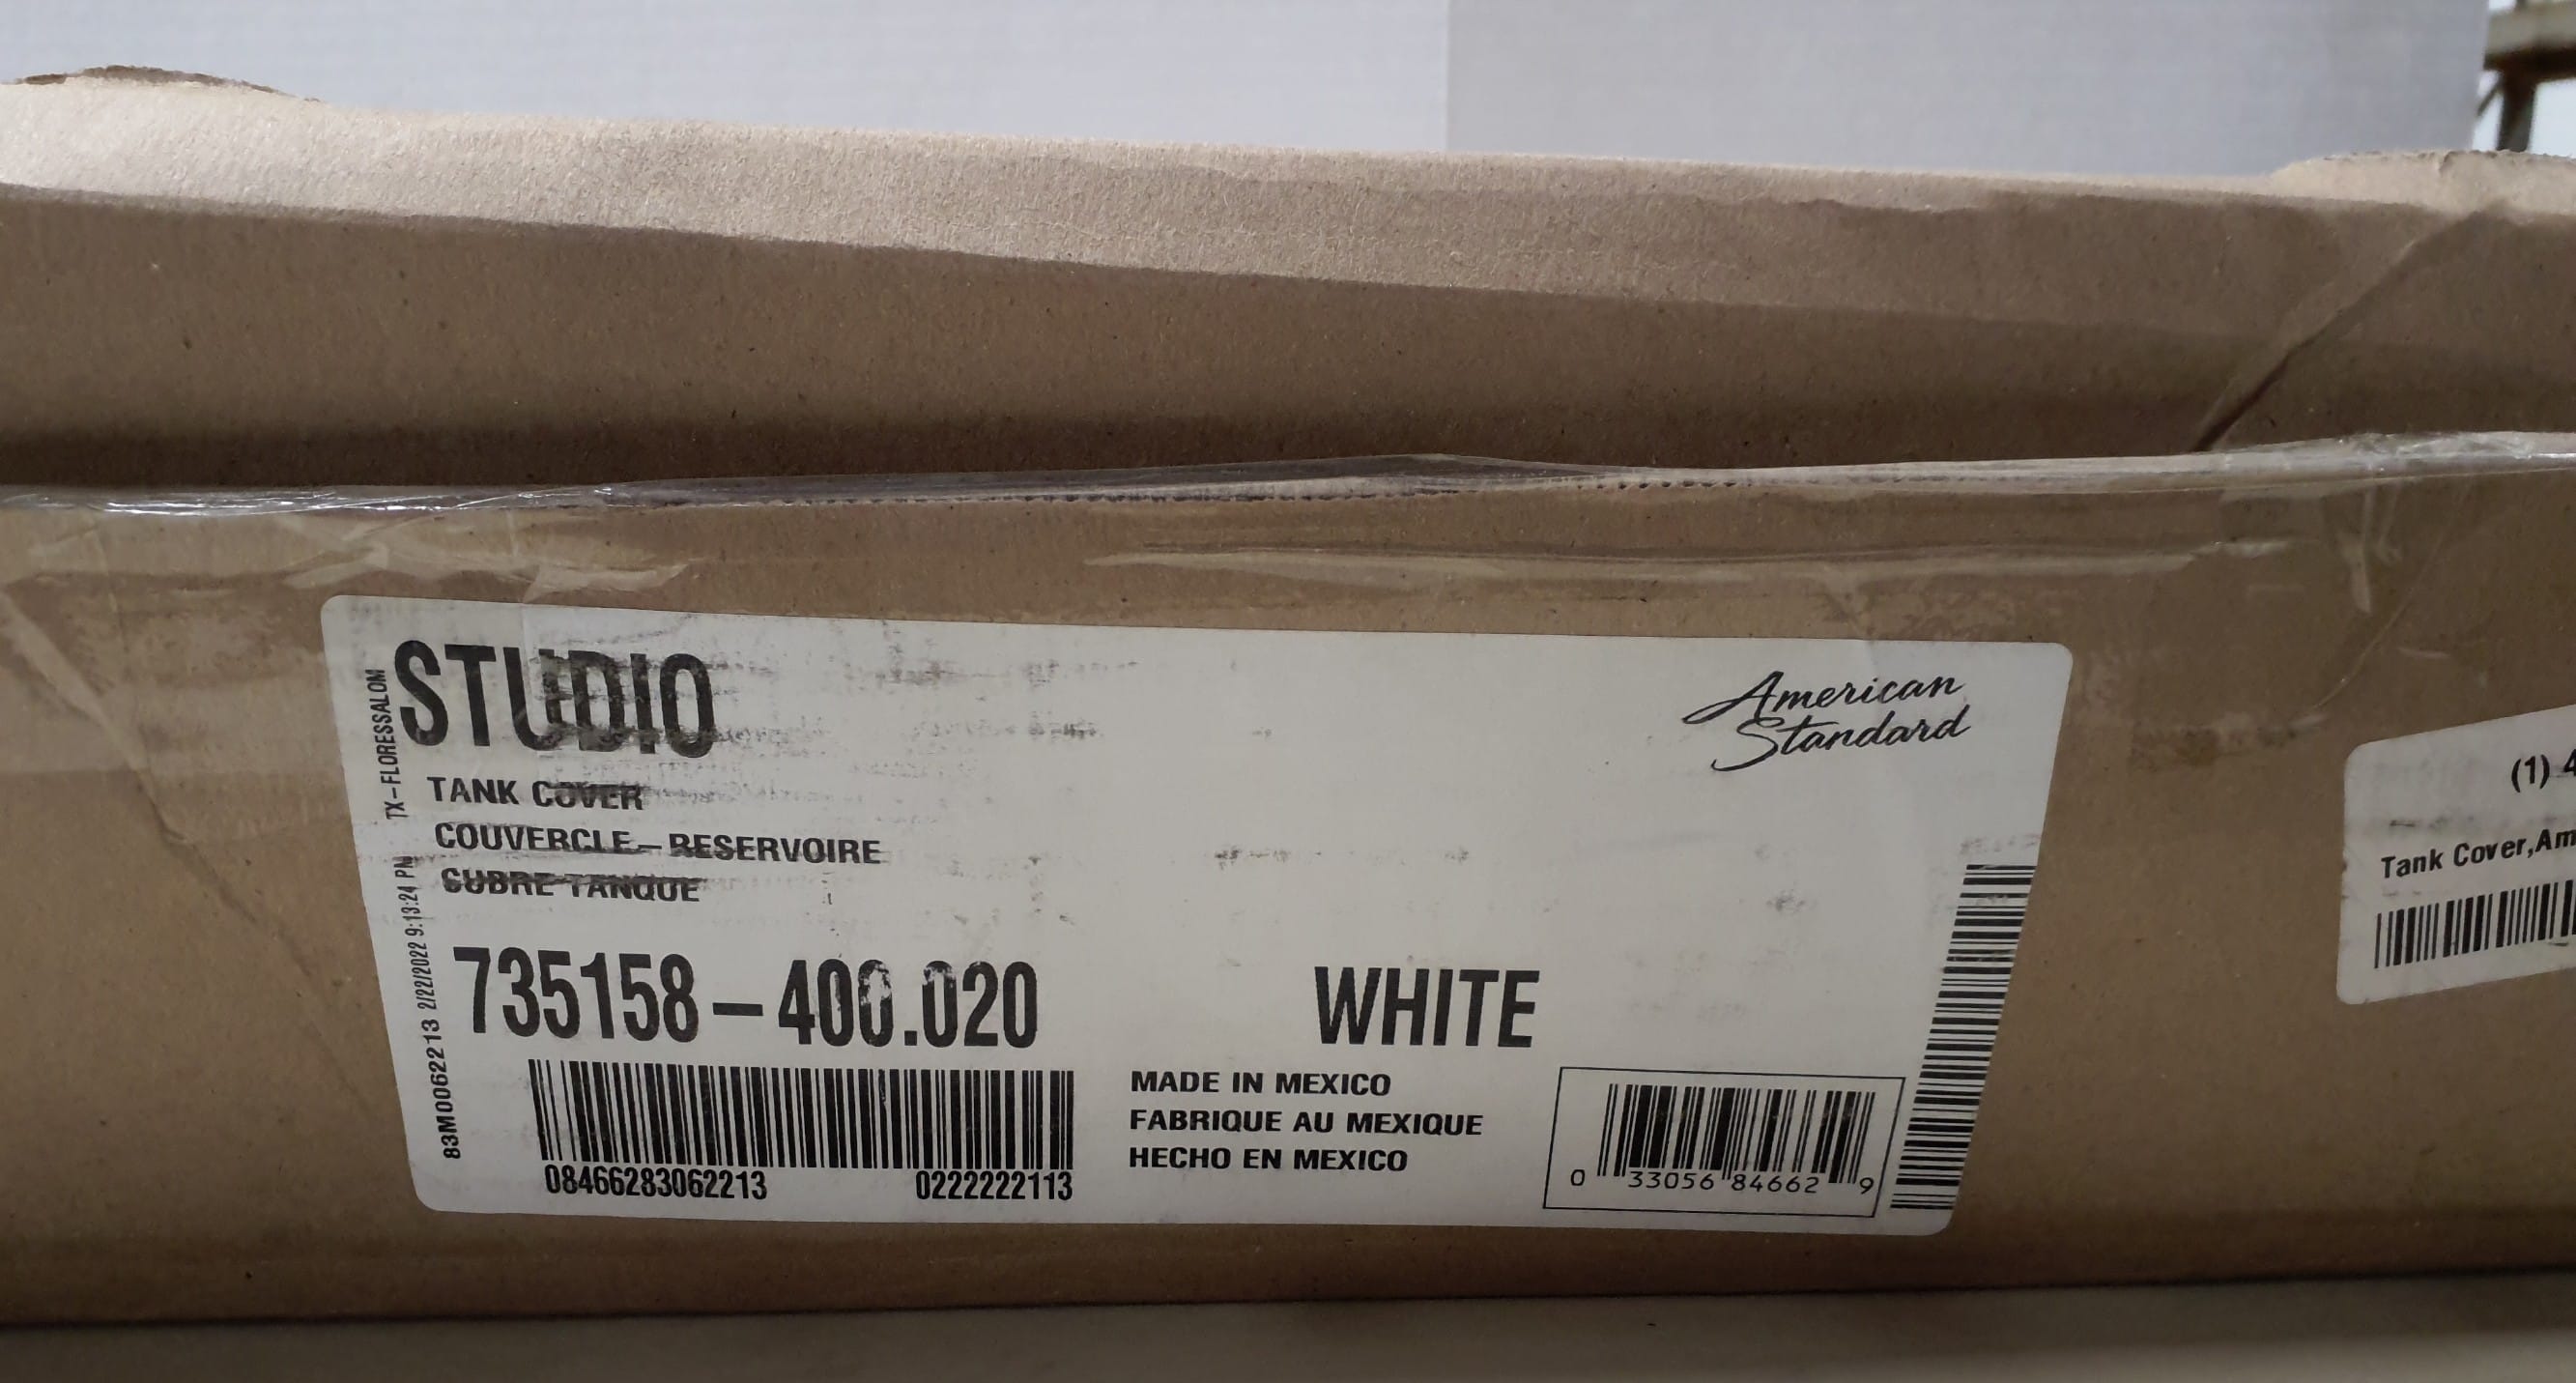 STUDIO
American
Standard
TANK COVER
COUVERCLE-RESERVOIRE
CUBRE TANQUE
735158-400.020
WHITE
MADE IN MEXICO
FABRIQUE AU MEXIQUE
HECHO EN MEXICO
08466283062213 0222222113
0 33056 84662 9
83M0062213 2/22/2022 9:13:24 PM TX-FLORESSALOM
(1) 4
Tank Cover,Am